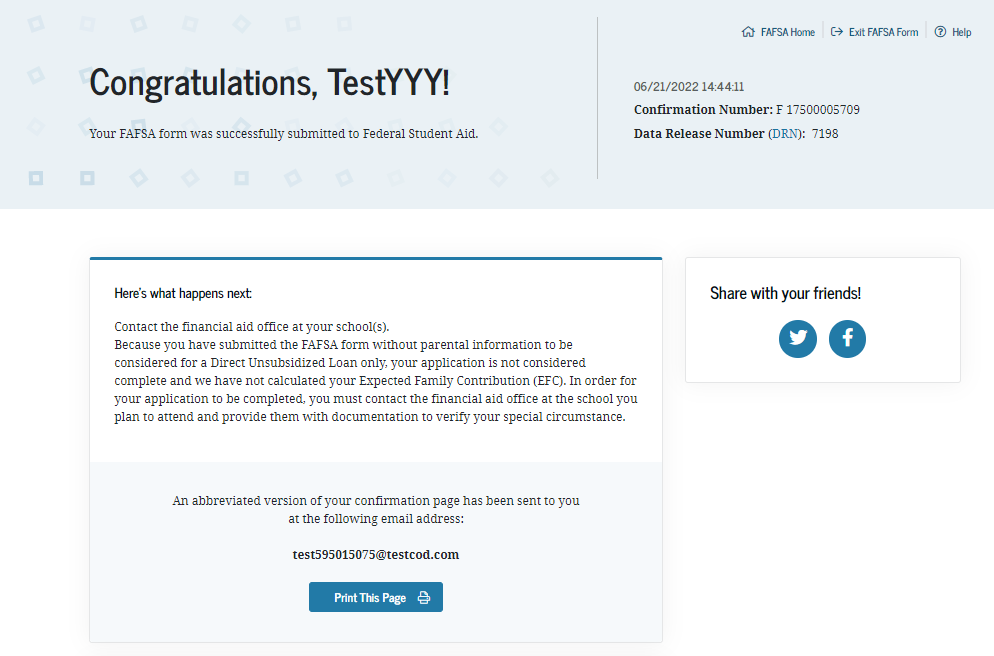 FAFSA Home
Exit FAFSA Form
Help
Congratulations, TestYYY!
Your FAFSA form was successfully submitted to Federal Student Aid.
06/21/2022 14:44:11
Confirmation Number: F 17500005709
Data Release Number (DRN): 7198
Here's what happens next:
Contact the financial aid office at your school(s).
Because you have submitted the FAFSA form without parental information to be
considered for a Direct Unsubsidized Loan only, your application is not considered
complete and we have not calculated your Expected Family Contribution (EFC). In order for
your application to be completed, you must contact the financial aid office at the school you
plan to attend and provide them with documentation to verify your special circumstance.
An abbreviated version of your confirmation page has been sent to you
at the following email address:
test595015075@testcod.com
Print This Page
Share with your friends!